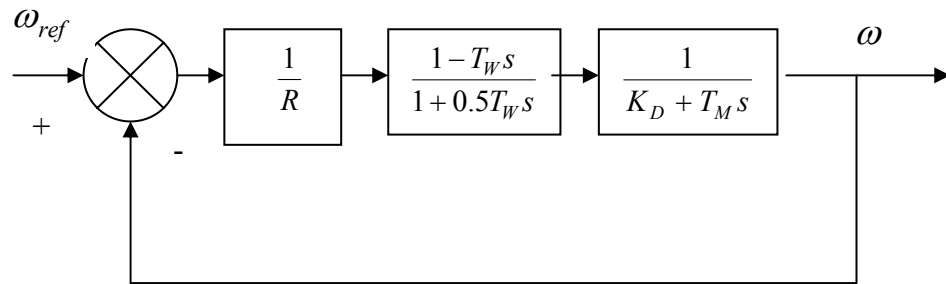 ω_ref
+
-
1/R
(1 − T_W s)/(1 + 0.5T_W s)
1/(K_D + T_M s)
ω